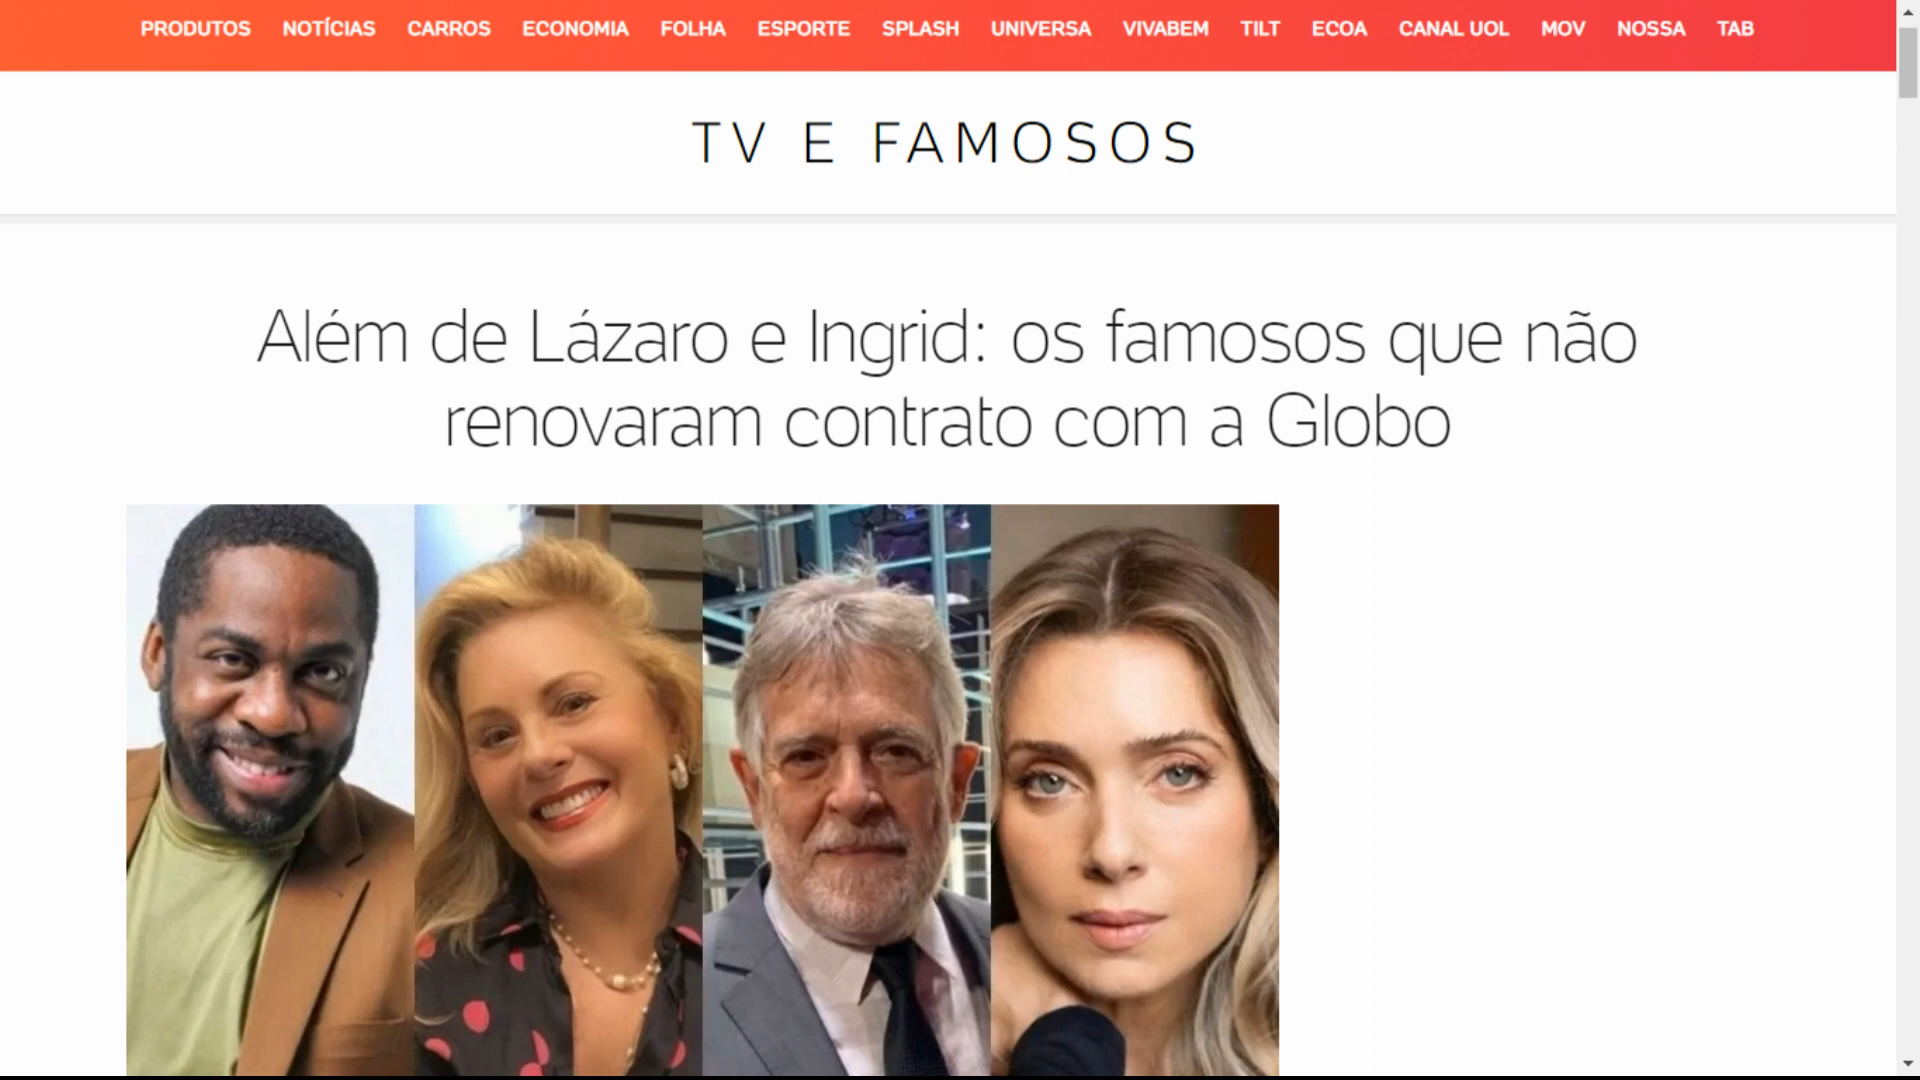 PRODUTOS NOTÍCIAS CARROS ECONOMIA FOLHA ESPORTE SPLASH UNIVERSA VIVABEM TILT ECOA CANAL UOL MOV NOSSA TAB
TV E FAMOSOS
Além de Lázaro e Ingrid: os famosos que não
renovaram contrato com a Globo